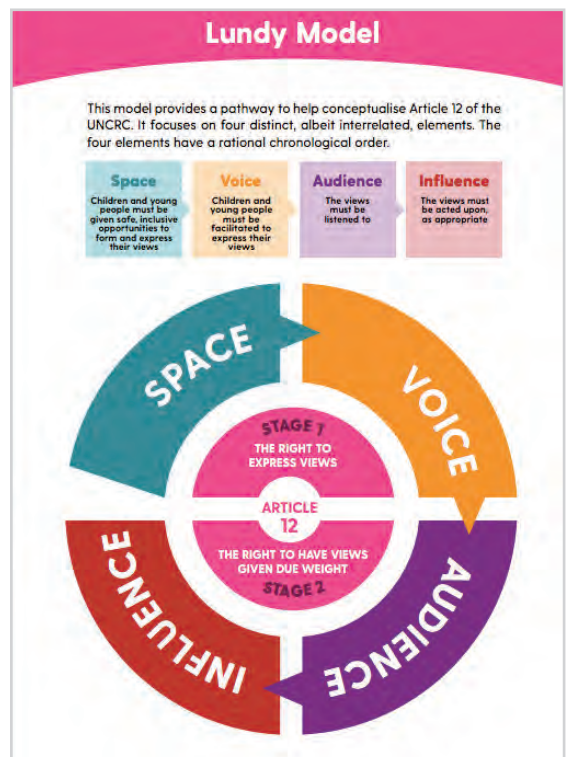 Lundy Model
This model provides a pathway to help conceptualise Article 12 of the
UNCRC. It focuses on four distinct, albeit interrelated, elements. The
four elements have a rational chronological order.
Space
Children and young
people must be
given safe, inclusive
opportunities to
form and express
their views
Voice
Children and
young people
must be
facilitated to
express their
views
Audience
The views
must be
listened to
Influence
The views must
be acted upon,
as appropriate
SPACE
VOICE
STAGE 1
THE RIGHT TO
EXPRESS VIEWS
ARTICLE
12
THE RIGHT TO HAVE VIEWS
GIVEN DUE WEIGHT
STAGE 2
AUDIENCE
INFLUENCE